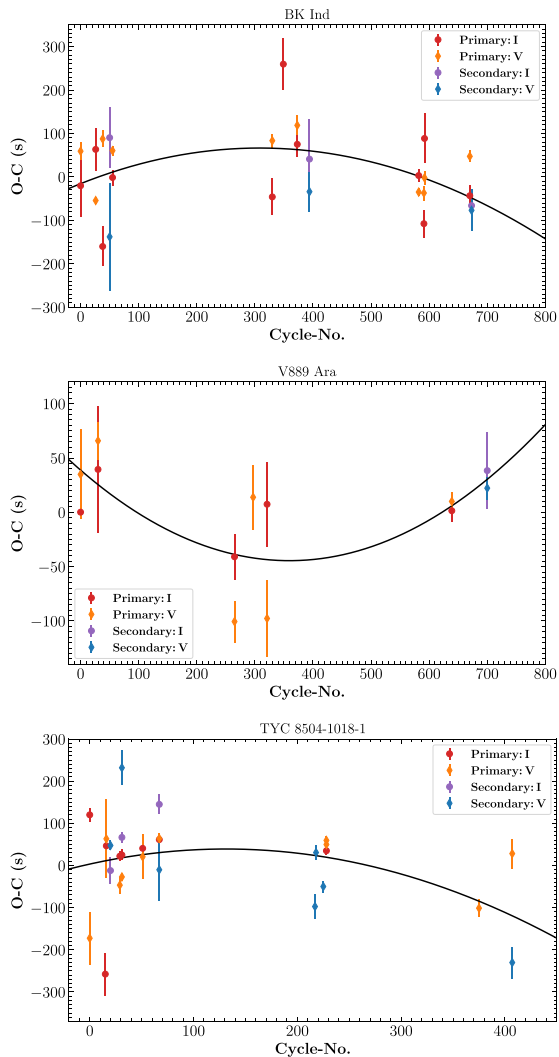 BK Ind
300
200
100
0
−100
−200
−300
O-C (s)
Primary: I
Primary: V
Secondary: I
Secondary: V
0 100 200 300 400 500 600 700 800
Cycle-No.
V889 Ara
100
50
0
−50
−100
O-C (s)
Primary: I
Primary: V
Secondary: I
Secondary: V
0 100 200 300 400 500 600 700 800
Cycle-No.
TYC 8504-1018-1
300
200
100
0
−100
−200
−300
O-C (s)
Primary: I
Primary: V
Secondary: I
Secondary: V
0 100 200 300 400
Cycle-No.